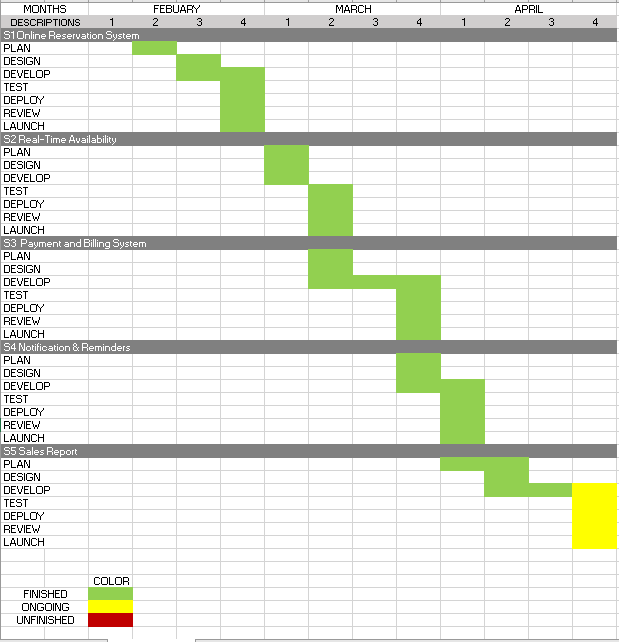 MONTHS FEBUARY MARCH APRIL
DESCRIPTIONS 1 2 3 4 1 2 3 4 1 2 3 4
S1 Online Reservation System
PLAN
DESIGN
DEVELOP
TEST
DEPLOY
REVIEW
LAUNCH
S2 Real-Time Availability
PLAN
DESIGN
DEVELOP
TEST
DEPLOY
REVIEW
LAUNCH
S3 Payment and Billing System
PLAN
DESIGN
DEVELOP
TEST
DEPLOY
REVIEW
LAUNCH
S4 Notification & Reminders
PLAN
DESIGN
DEVELOP
TEST
DEPLOY
REVIEW
LAUNCH
S5 Sales Report
PLAN
DESIGN
DEVELOP
TEST
DEPLOY
REVIEW
LAUNCH
COLOR
FINISHED
ONGOING
UNFINISHED